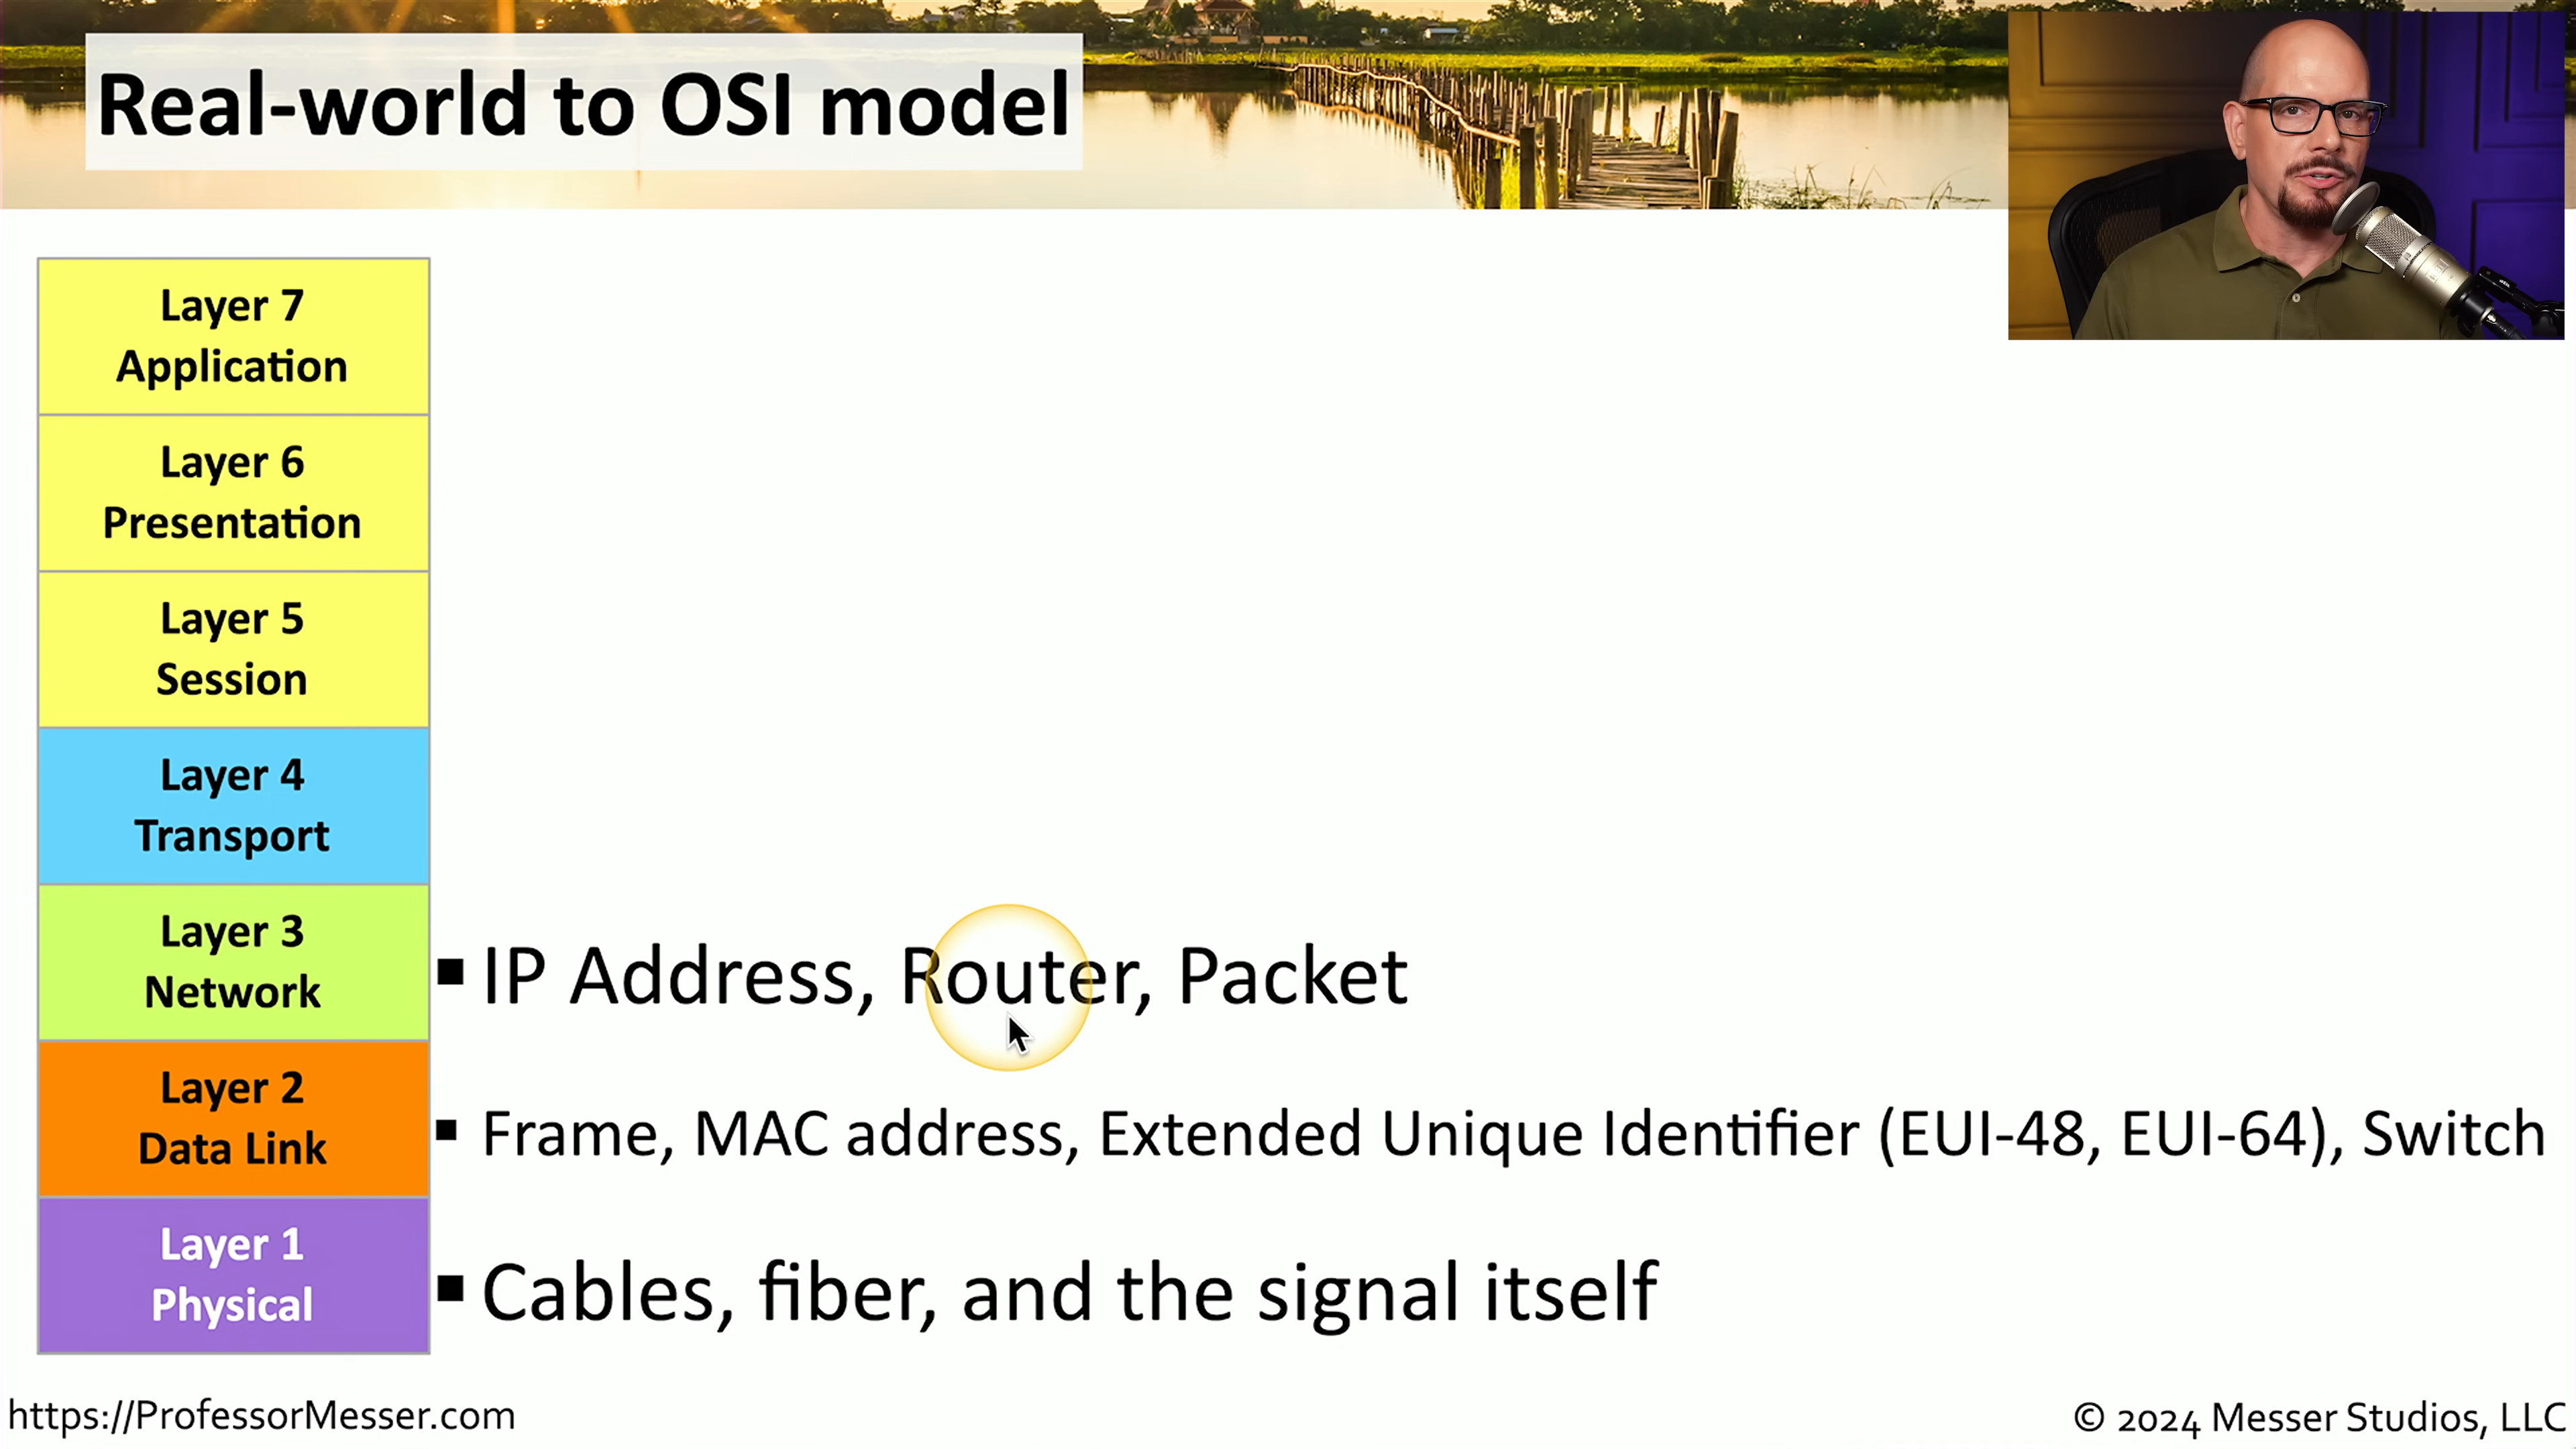 Real-world to OSI model
Layer 7
Application
Layer 6
Presentation
Layer 5
Session
Layer 4
Transport
Layer 3
Network
▪ IP Address, Router, Packet
Layer 2
Data Link
▪ Frame, MAC address, Extended Unique Identifier (EUI-48, EUI-64), Switch
Layer 1
Physical
▪ Cables, fiber, and the signal itself
https://ProfessorMesser.com
© 2024 Messer Studios, LLC